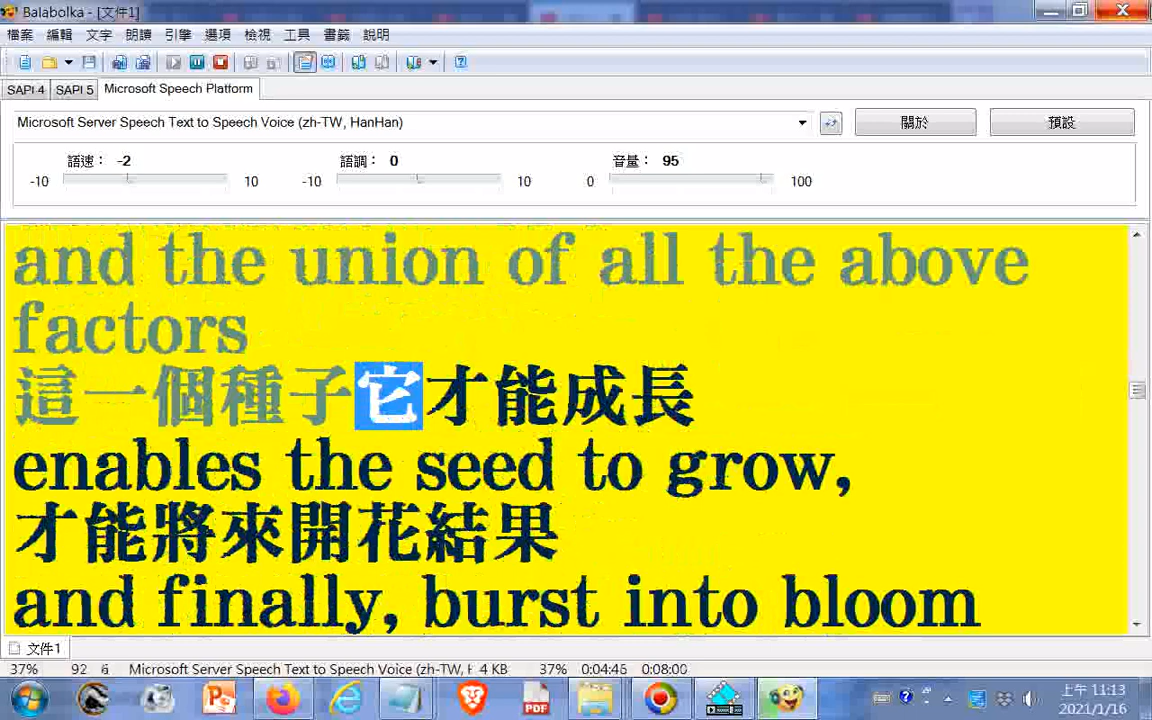 Balabolka - [文件1]
檔案 編輯 文字 朗讀 引擎 選項 檢視 工具 書籤 說明
SAPI 4 SAPI 5 Microsoft Speech Platform
Microsoft Server Speech Text to Speech Voice (zh-TW, HanHan) 關於 預設
語速： -2 語調： 0 音量： 95
-10 10 -10 10 0 100
and the union of all the above
factors
這一個種子它才能成長
enables the seed to grow,
才能將來開花結果
and finally, burst into bloom
文件1
37% 92 : 6 Microsoft Server Speech Text to Speech Voice (zh-TW, 4 KB 37% 0:04:46 0:08:00
PDF
上午 11:13
2021/1/16